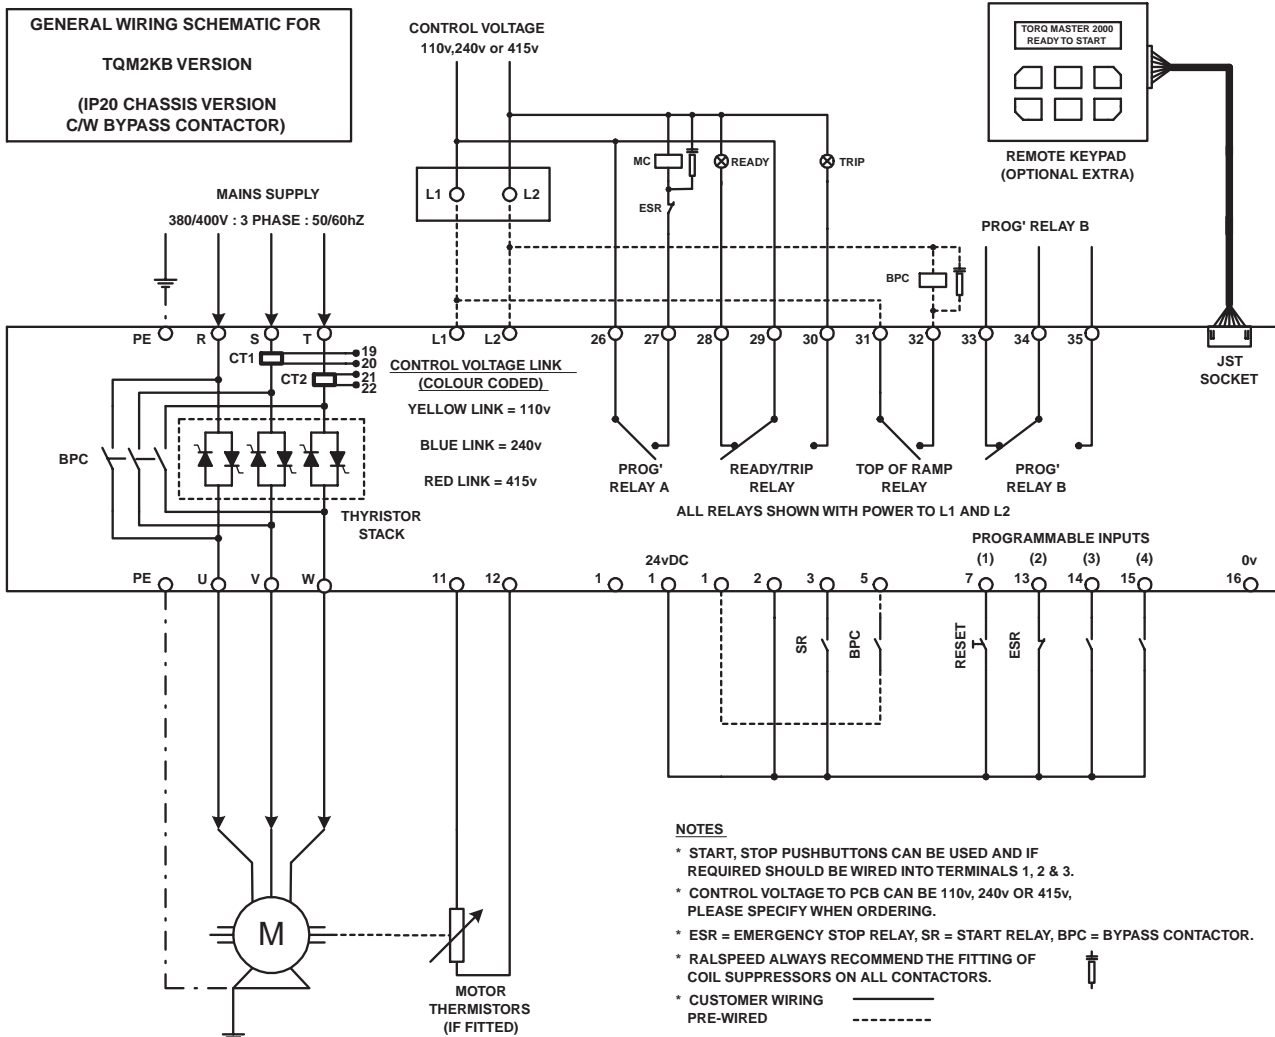 GENERAL WIRING SCHEMATIC FOR
TQM2KB VERSION
(IP20 CHASSIS VERSION
C/W BYPASS CONTACTOR)
CONTROL VOLTAGE
110v,240v or 415v
TORQ MASTER 2000
READY TO START
REMOTE KEYPAD
(OPTIONAL EXTRA)
MAINS SUPPLY
380/400V : 3 PHASE : 50/60hZ
L1
L2
MC
READY
TRIP
ESR
BPC
PROG' RELAY B
PE
R
S
T
L1
L2
26
27
28
29
30
31
32
33
34
35
JST
SOCKET
CT1
19
20
CT2
21
22
CONTROL VOLTAGE LINK
(COLOUR CODED)
YELLOW LINK = 110v
BLUE LINK = 240v
RED LINK = 415v
BPC
THYRISTOR
STACK
PROG'
RELAY A
READY/TRIP
RELAY
TOP OF RAMP
RELAY
PROG'
RELAY B
ALL RELAYS SHOWN WITH POWER TO L1 AND L2
PROGRAMMABLE INPUTS
24vDC
(1)
(2)
(3)
(4)
0v
PE
U
V
W
11
12
1
1
1
2
3
5
7
13
14
15
16
SR
BPC
RESET
ESR
M
MOTOR
THERMISTORS
(IF FITTED)
NOTES
* START, STOP PUSHBUTTONS CAN BE USED AND IF
REQUIRED SHOULD BE WIRED INTO TERMINALS 1, 2 & 3.
* CONTROL VOLTAGE TO PCB CAN BE 110v, 240v OR 415v,
PLEASE SPECIFY WHEN ORDERING.
* ESR = EMERGENCY STOP RELAY, SR = START RELAY, BPC = BYPASS CONTACTOR.
* RALSPEED ALWAYS RECOMMEND THE FITTING OF
COIL SUPPRESSORS ON ALL CONTACTORS.
* CUSTOMER WIRING
PRE-WIRED